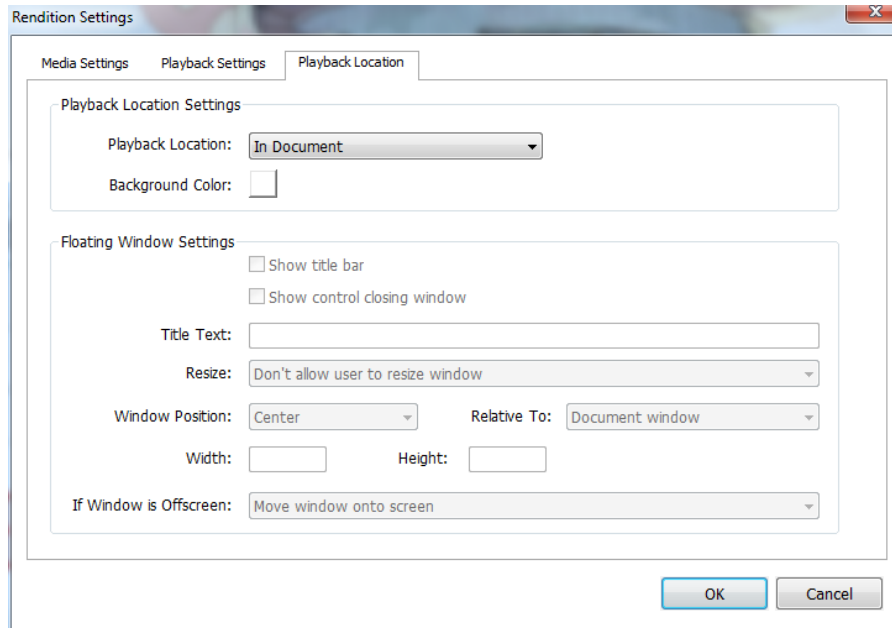 Rendition Settings
Media Settings Playback Settings Playback Location
Playback Location Settings
Playback Location: In Document
Background Color:
Floating Window Settings
Show title bar
Show control closing window
Title Text:
Resize: Don't allow user to resize window
Window Position: Center Relative To: Document window
Width: Height:
If Window is Offscreen: Move window onto screen
OK Cancel